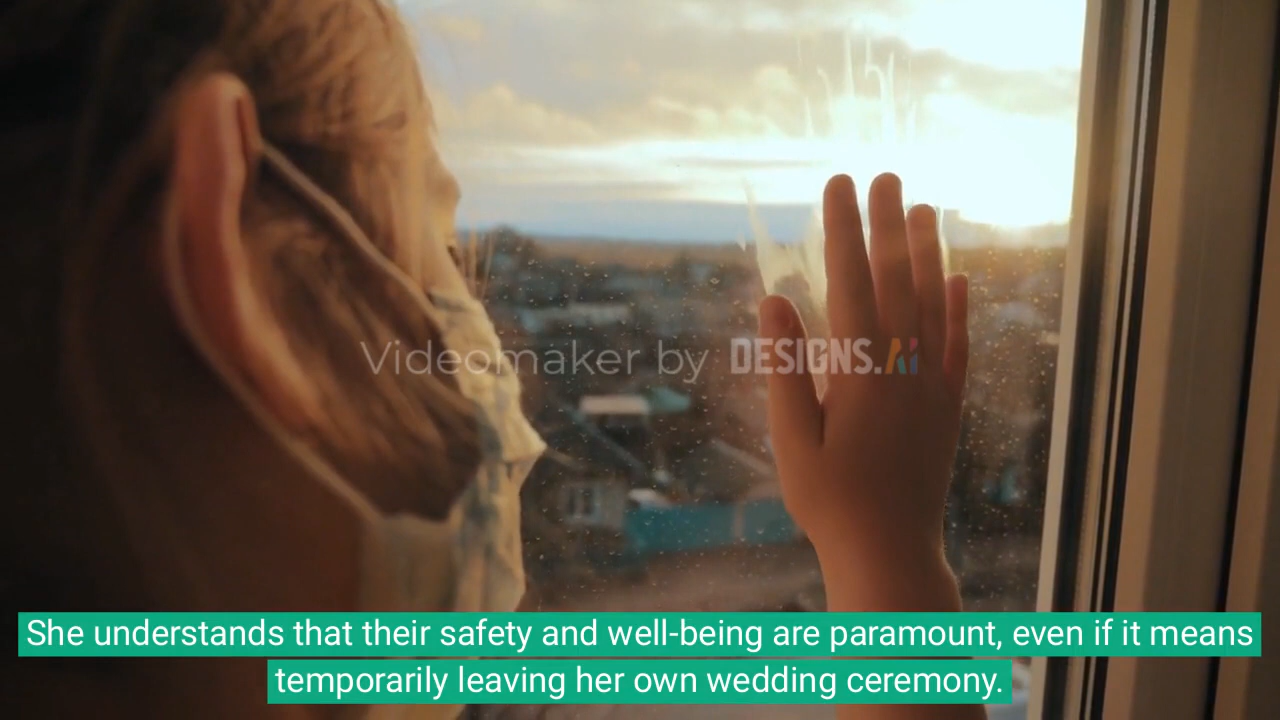 Videomaker by DESIGNS.AI
She understands that their safety and well-being are paramount, even if it means
temporarily leaving her own wedding ceremony.